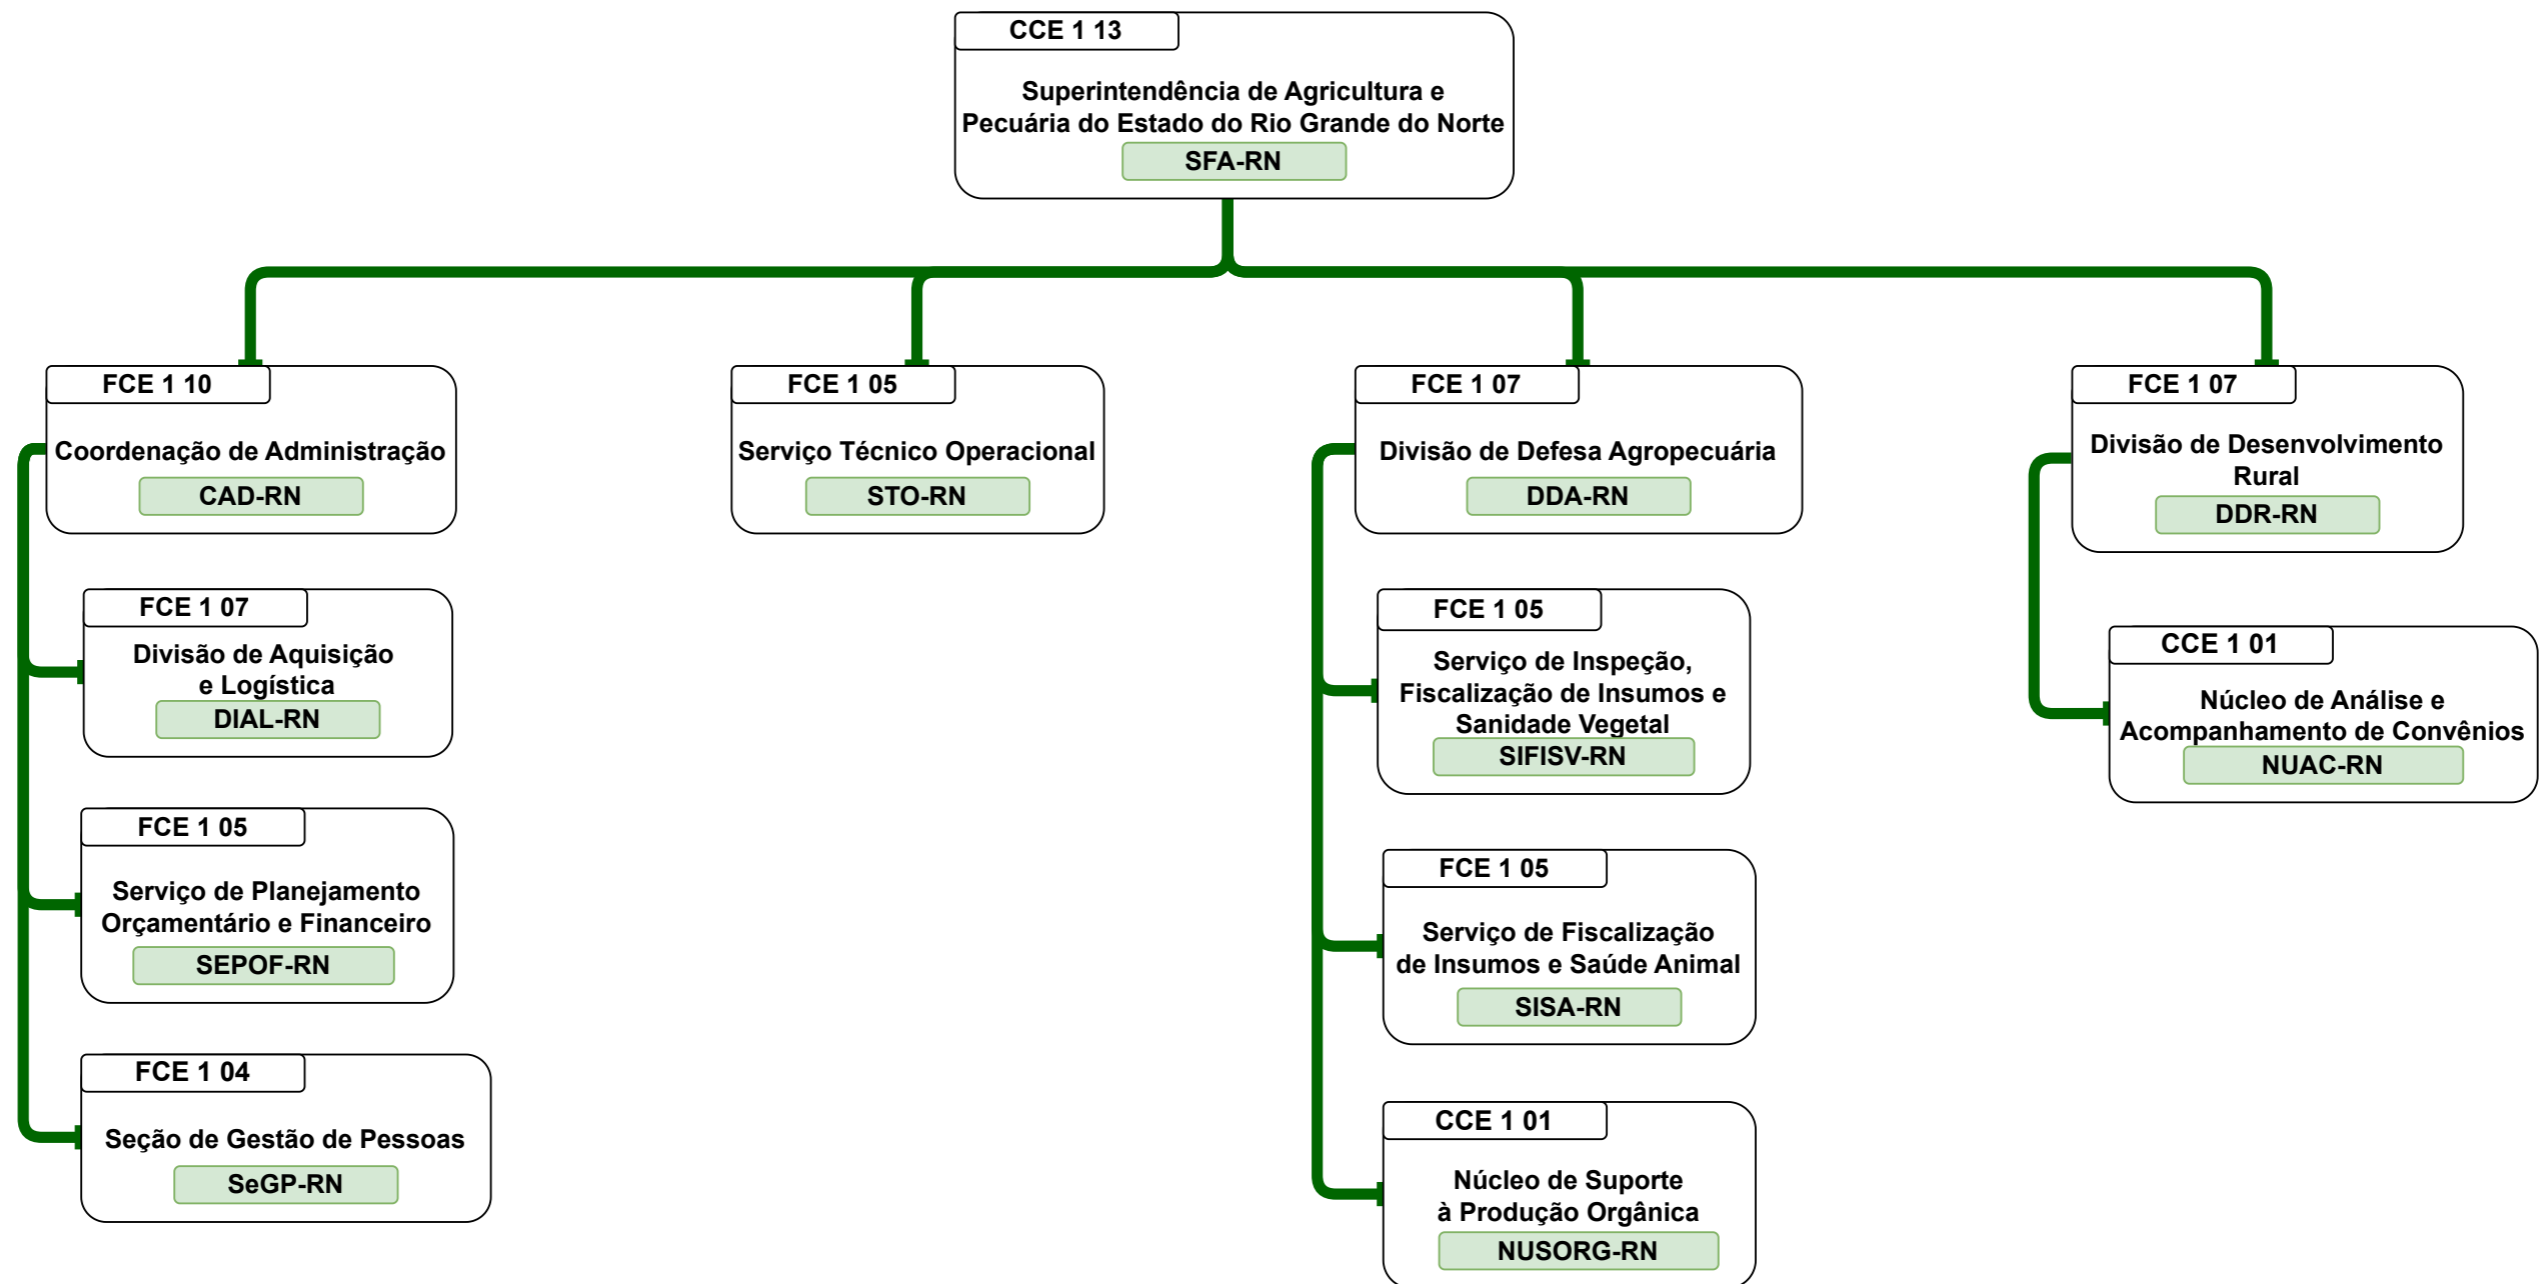 CCE 1 13
Superintendência de Agricultura e
Pecuária do Estado do Rio Grande do Norte
SFA-RN
FCE 1 10
Coordenação de Administração
CAD-RN
FCE 1 07
Divisão de Aquisição
e Logística
DIAL-RN
FCE 1 05
Serviço de Planejamento
Orçamentário e Financeiro
SEPOF-RN
FCE 1 04
Seção de Gestão de Pessoas
SeGP-RN
FCE 1 05
Serviço Técnico Operacional
STO-RN
FCE 1 07
Divisão de Defesa Agropecuária
DDA-RN
FCE 1 05
Serviço de Inspeção,
Fiscalização de Insumos e
Sanidade Vegetal
SIFISV-RN
FCE 1 05
Serviço de Fiscalização
de Insumos e Saúde Animal
SISA-RN
CCE 1 01
Núcleo de Suporte
à Produção Orgânica
NUSORG-RN
FCE 1 07
Divisão de Desenvolvimento
Rural
DDR-RN
CCE 1 01
Núcleo de Análise e
Acompanhamento de Convênios
NUAC-RN